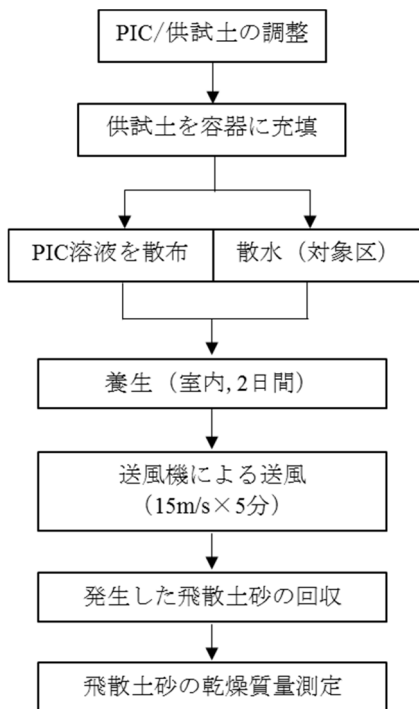 PIC/供試土の調整
供試土を容器に充填
PIC溶液を散布
散水（対象区）
養生（室内, 2日間）
送風機による送風
（15m/s×5分）
発生した飛散土砂の回収
飛散土砂の乾燥質量測定